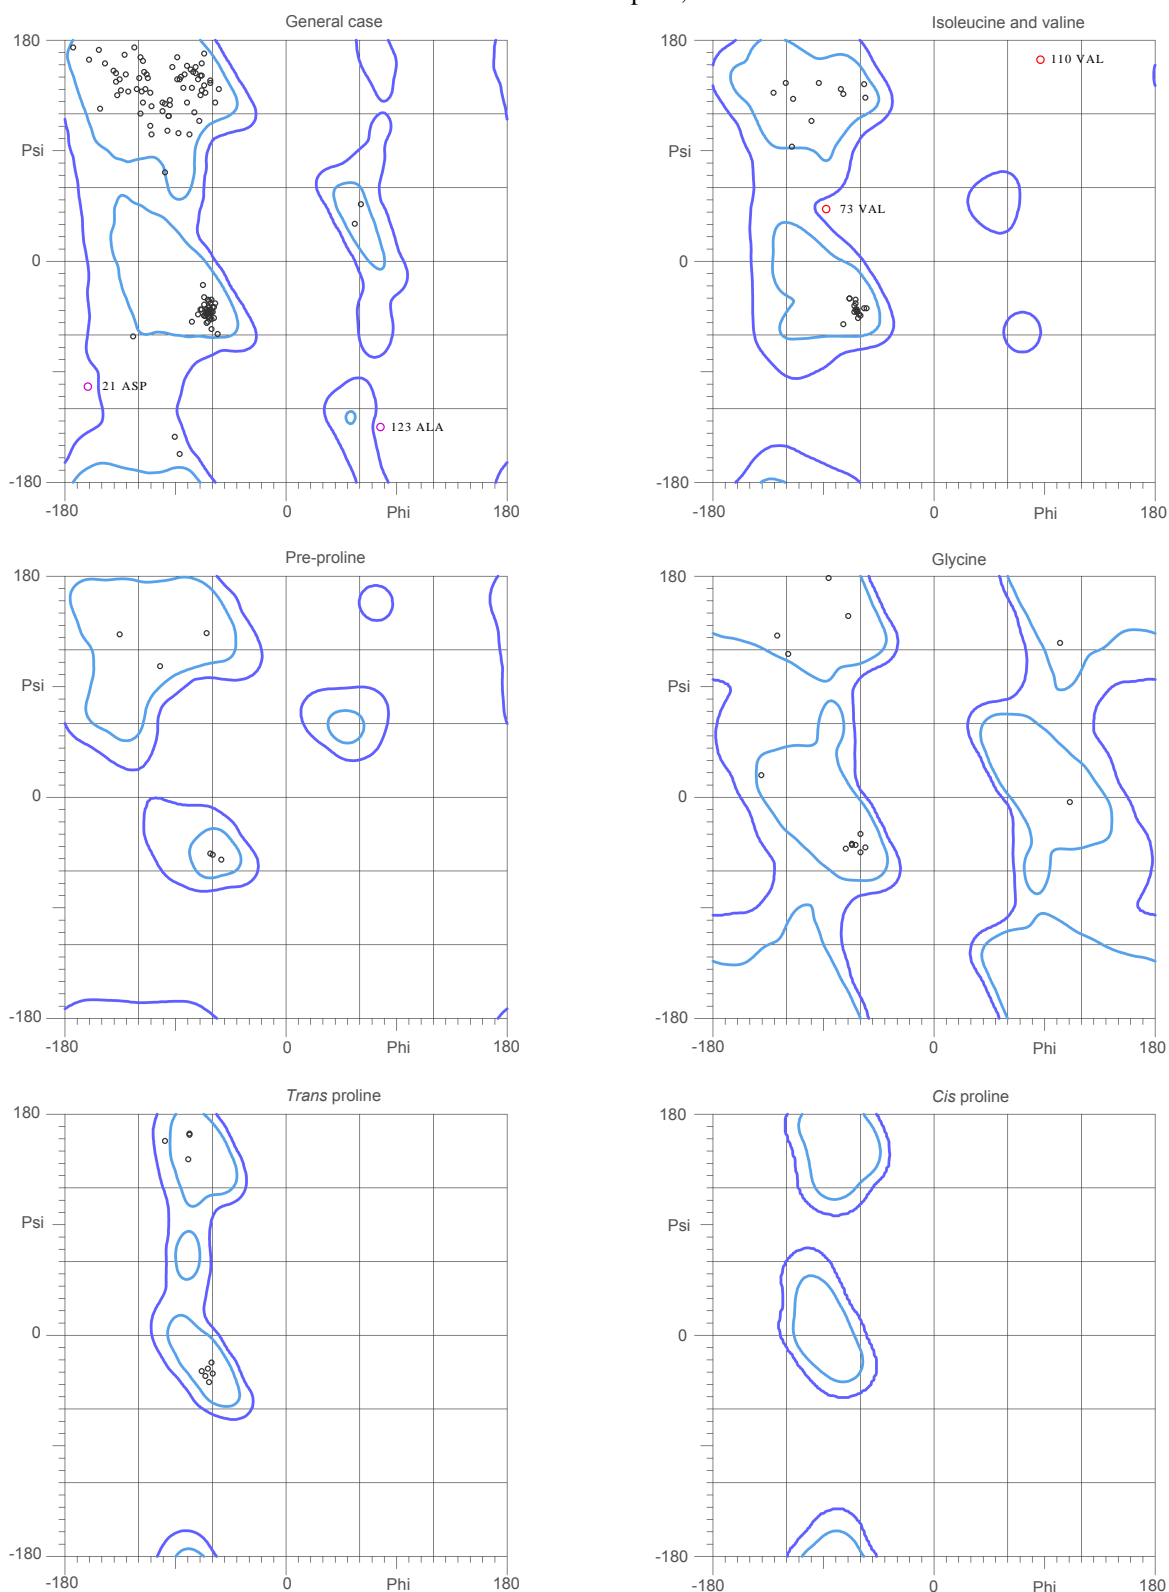 General case
180
Psi
0
-180
-180
0
Phi
180
21 ASP
123 ALA
Isoleucine and valine
180
Psi
0
-180
-180
0
Phi
180
110 VAL
73 VAL
Pre-proline
180
Psi
0
-180
-180
0
Phi
180
Glycine
180
Psi
0
-180
-180
0
Phi
180
Trans proline
180
Psi
0
-180
-180
0
Phi
180
Cis proline
180
Psi
0
-180
-180
0
Phi
180